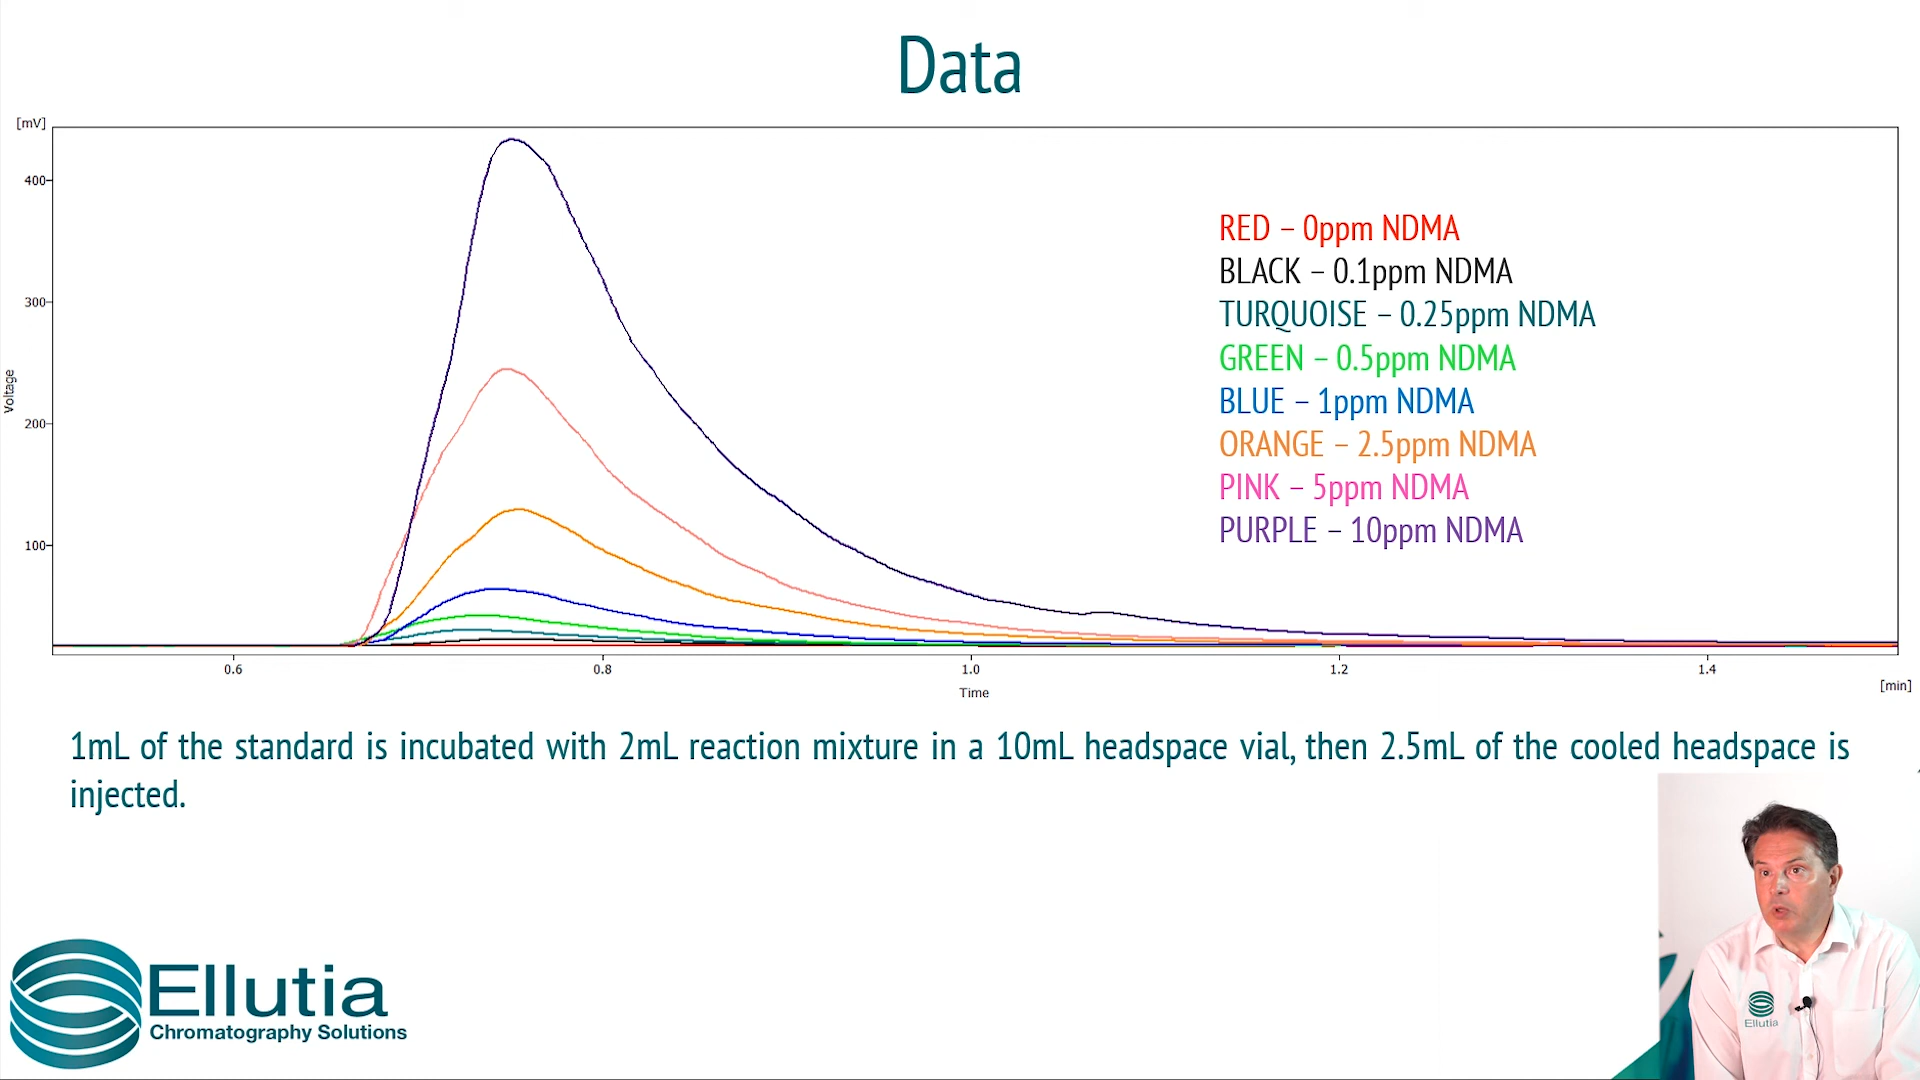 Data
[mV]
400
300
Voltage
200
100
0.6
0.8
1.0
1.2
1.4
Time
[min]
RED – 0ppm NDMA
BLACK – 0.1ppm NDMA
TURQUOISE – 0.25ppm NDMA
GREEN – 0.5ppm NDMA
BLUE – 1ppm NDMA
ORANGE – 2.5ppm NDMA
PINK – 5ppm NDMA
PURPLE – 10ppm NDMA
1mL of the standard is incubated with 2mL reaction mixture in a 10mL headspace vial, then 2.5mL of the cooled headspace is
injected.
Ellutia
Chromatography Solutions
Ellutia